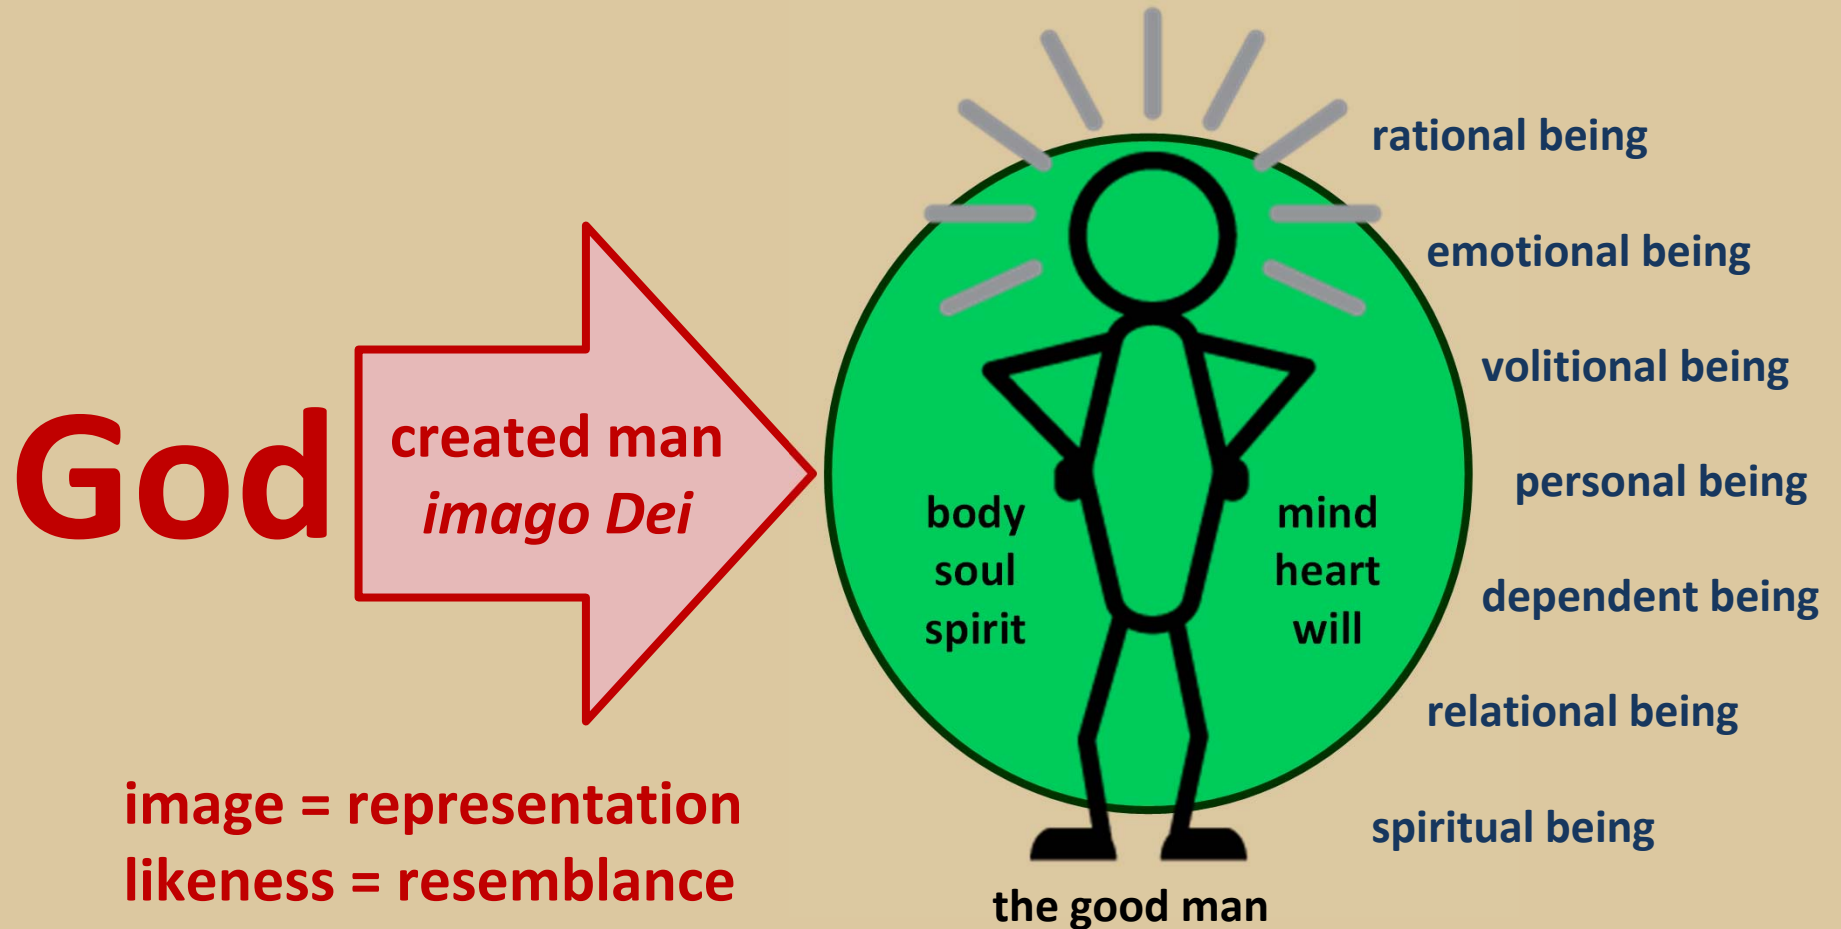 God
created man
imago Dei
image = representation
likeness = resemblance
body
soul
spirit
mind
heart
will
the good man
rational being
emotional being
volitional being
personal being
dependent being
relational being
spiritual being